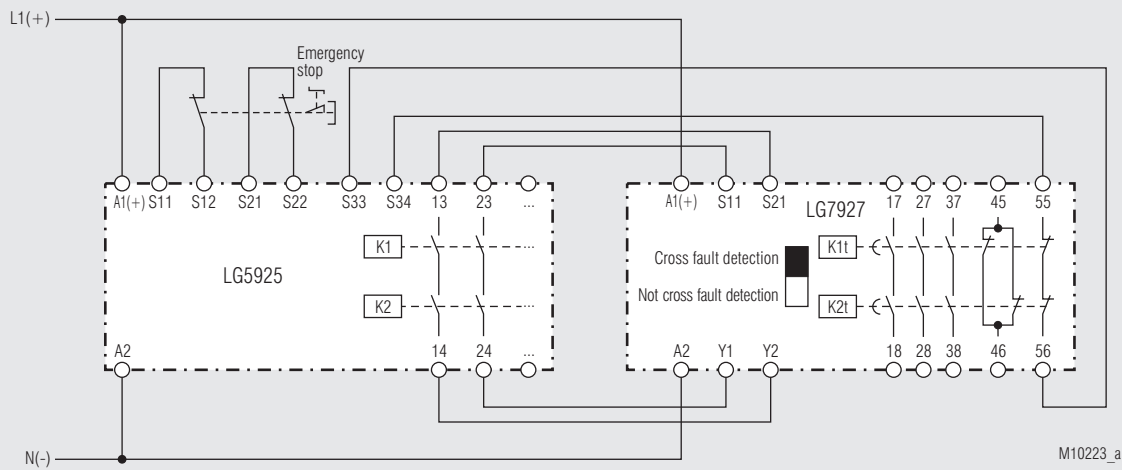 L1(+)
Emergency
stop
A1(+) S11 S12 S21 S22 S33 S34 13 23 ...
A1(+) S11 S21 17 27 37 45 55
LG7927
K1 ...
Cross fault detection K1t
LG5925
Not cross fault detection
K2 ... K2t
A2 14 24 ...
A2 Y1 Y2 18 28 38 46 56
N(-)
M10223_a